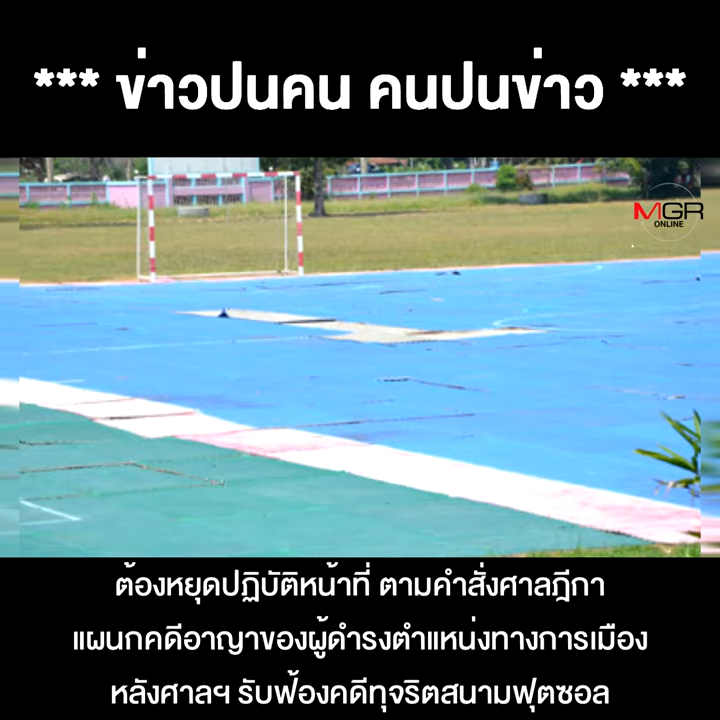 *** ข่าวปนคน คนปนข่าว ***
MGR
ONLINE
ต้องหยุดปฏิบัติหน้าที่ ตามคำสั่งศาลฎีกา
แผนกคดีอาญาของผู้ดำรงตำแหน่งทางการเมือง
หลังศาลฯ รับฟ้องคดีทุจริตสนามฟุตซอล